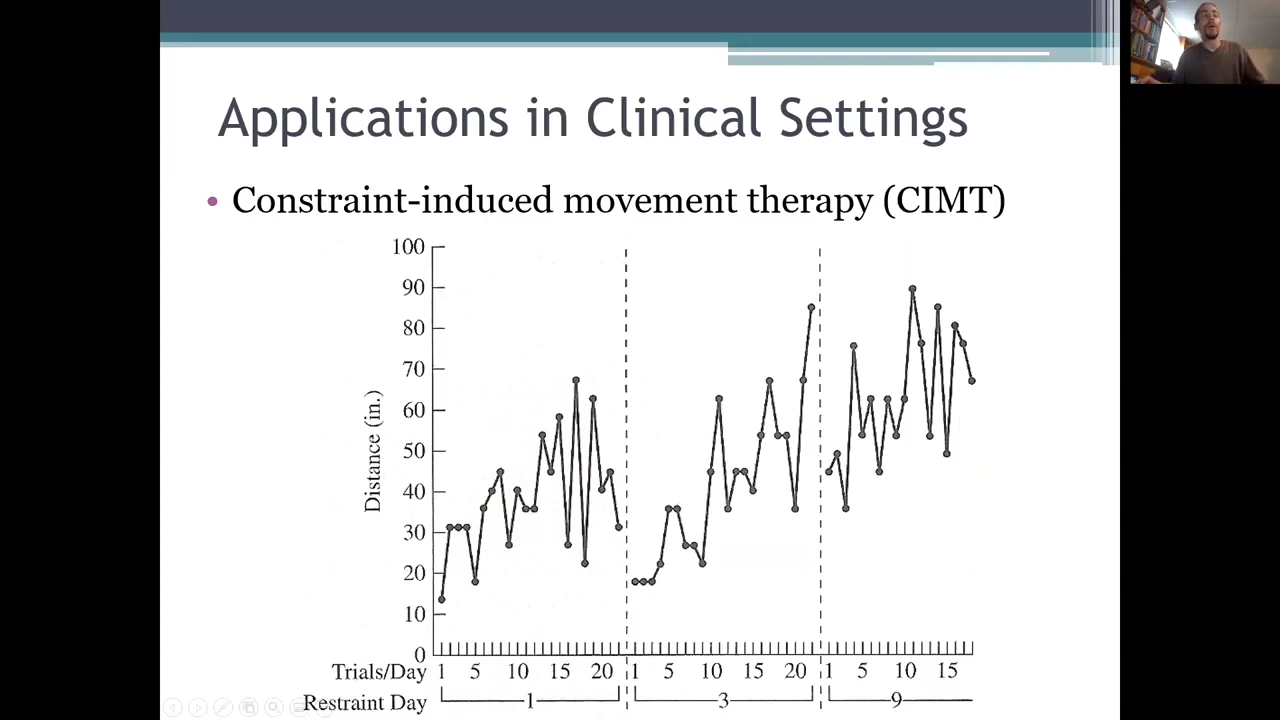 Applications in Clinical Settings
• Constraint-induced movement therapy (CIMT)
100
90
80
70
60
50
40
30
20
10
0
Distance (in.)
Trials/Day 1 5 10 15 20 1 5 10 15 20 1 5 10 15
Restraint Day 1 3 9